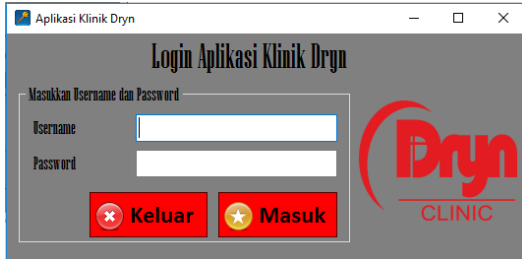 Aplikasi Klinik Dryn
Login Aplikasi Klinik Dryn
Masukkan Username dan Password
Username
Password
Keluar
Masuk
Dryn
CLINIC